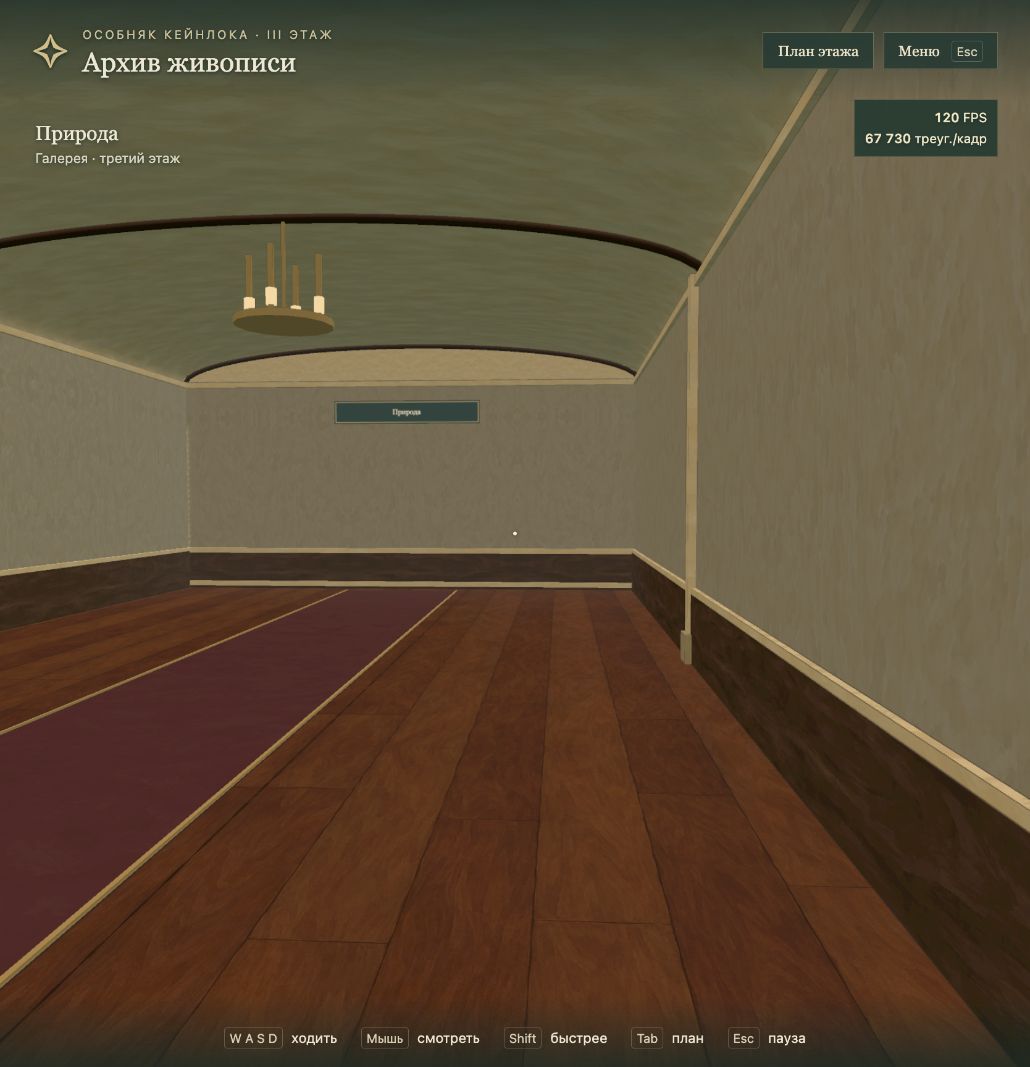 ОСОБНЯК КЕЙНЛОКА · III ЭТАЖ
Архив живописи
План этажа
Меню Esc
120 FPS
67 730 треуг./кадр
Природа
Галерея · третий этаж
Природа
W A S D ходить Мышь смотреть Shift быстрее Tab план Esc пауза